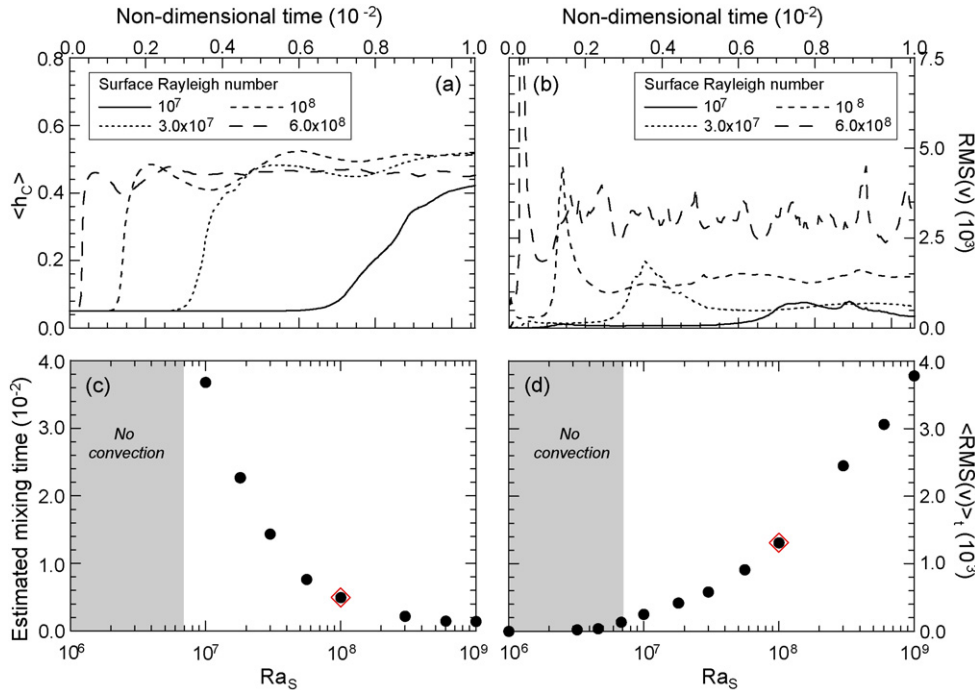 Non-dimensional time (10⁻²)
0.0 0.2 0.4 0.6 0.8 1.0
0.8
0.6
0.4
0.2
0.0
<h_C>
Surface Rayleigh number
10⁷ 10⁸
3.0x10⁷ 6.0x10⁸
(a)
Non-dimensional time (10⁻²)
0.0 0.2 0.4 0.6 0.8 1.0
(b)
Surface Rayleigh number
10⁷ 10⁸
3.0x10⁷ 6.0x10⁸
7.5
5.0
2.5
0.0
RMS(v) (10³)
(c)
No
convection
4.0
3.0
2.0
1.0
0.0
Estimated mixing time (10⁻²)
10⁶ 10⁷ 10⁸ 10⁹
Ra_S
(d)
No
convection
4.0
3.0
2.0
1.0
0.0
<RMS(v)>_t (10³)
10⁶ 10⁷ 10⁸ 10⁹
Ra_S